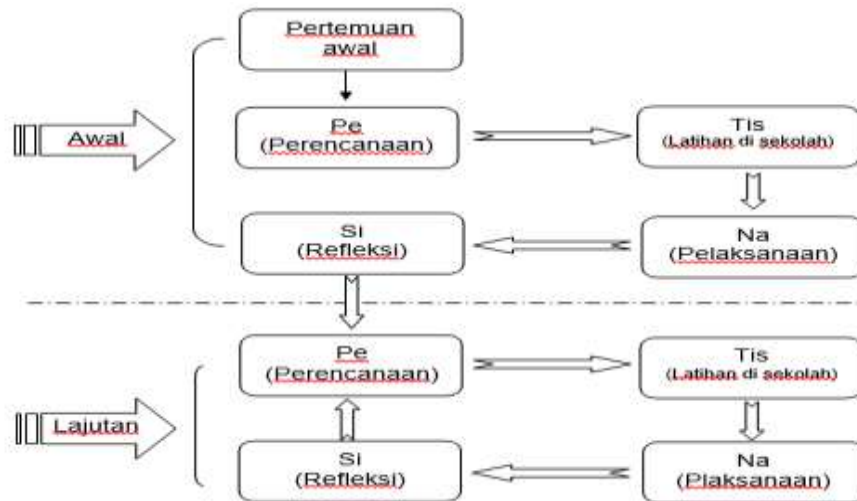 Pertemuan
awal
Awal
Pe
(Perencanaan)
Tis
(Latihan di sekolah)
Si
(Refleksi)
Na
(Pelaksanaan)
Pe
(Perencanaan)
Tis
(Latihan di sekolah)
Lajutan
Si
(Refleksi)
Na
(Plaksanaan)